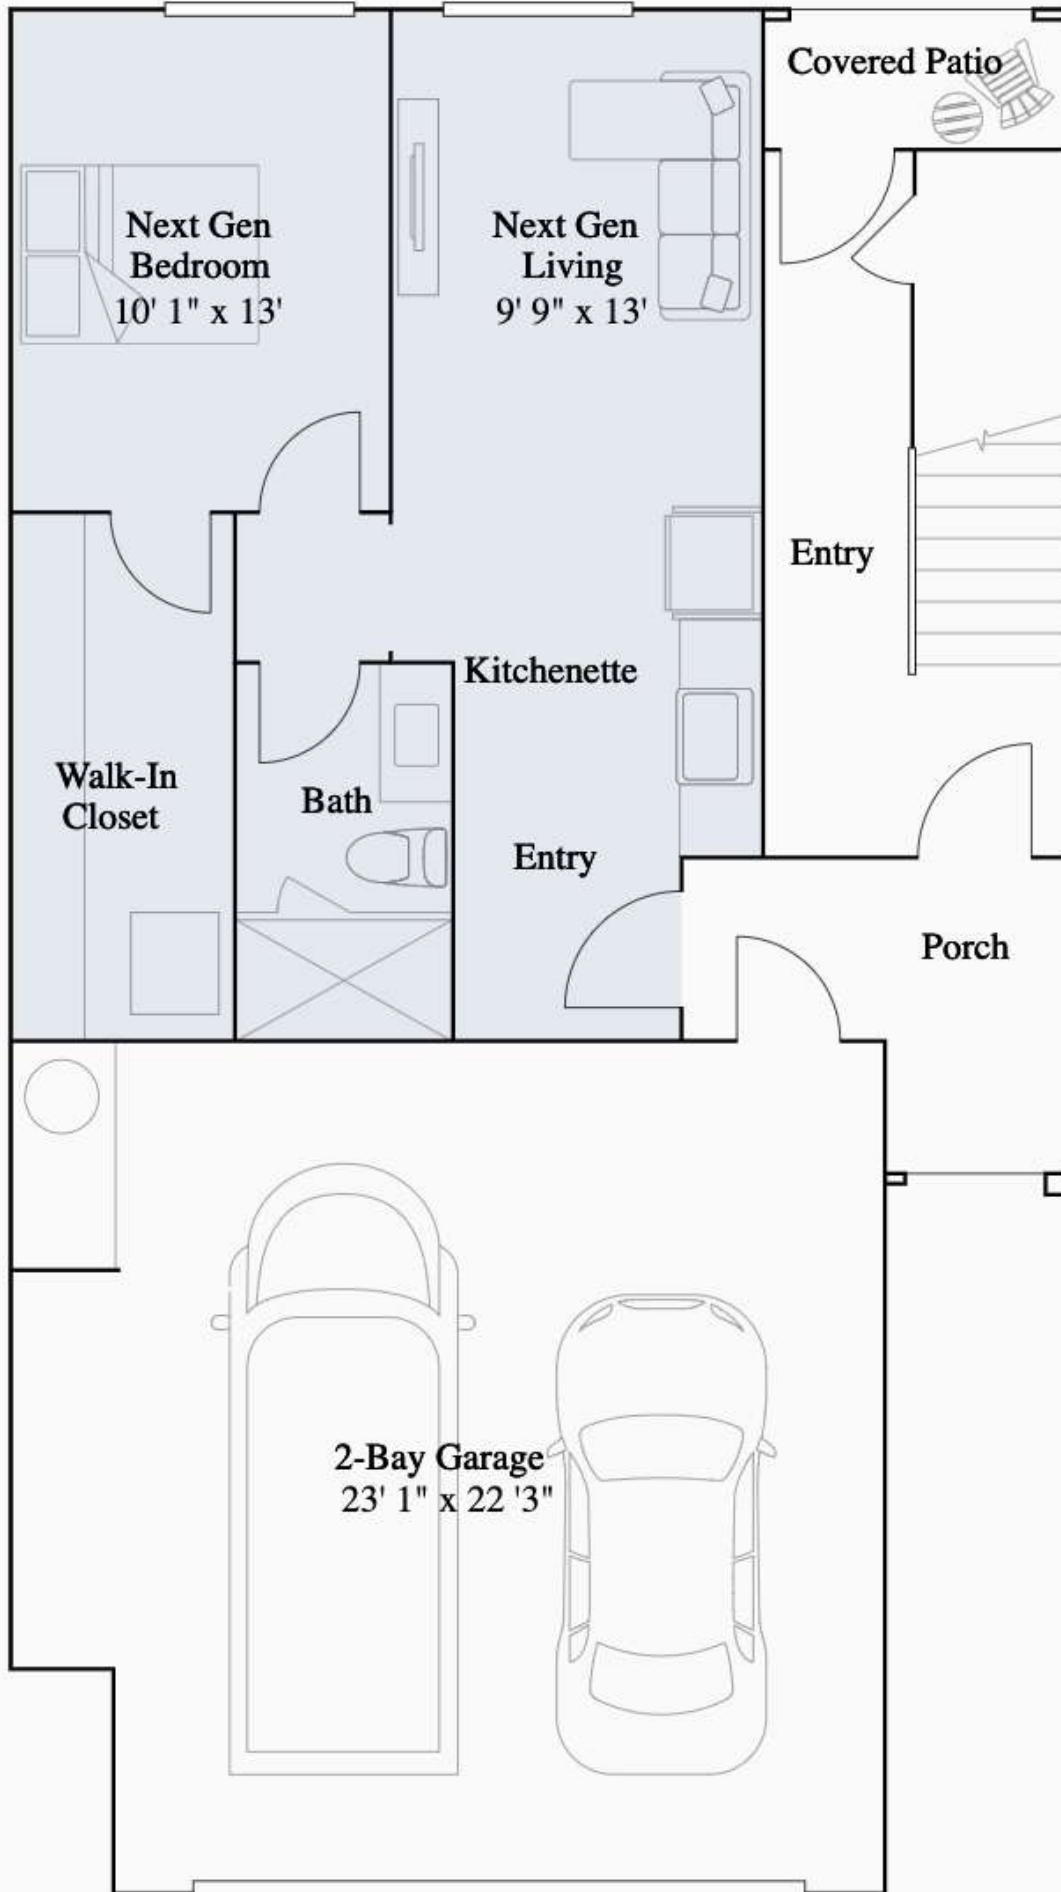 Covered Patio
Next Gen
Bedroom
10' 1" x 13'
Next Gen
Living
9' 9" x 13'
Entry
Kitchenette
Walk-In
Closet
Bath
Entry
Porch
2-Bay Garage
23' 1" x 22 '3"